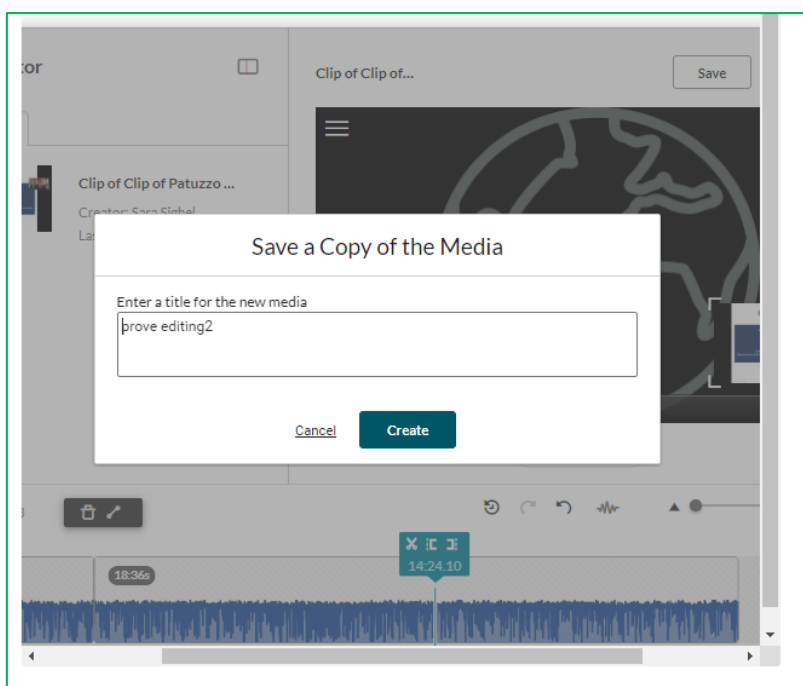 tor
Clip of Clip of...
Save
Clip of Clip of Patuzzo ...
Creator: Sara Sighel
Las
Save a Copy of the Media
Enter a title for the new media
prove editing2
Cancel
Create
14:24.10
18:36s